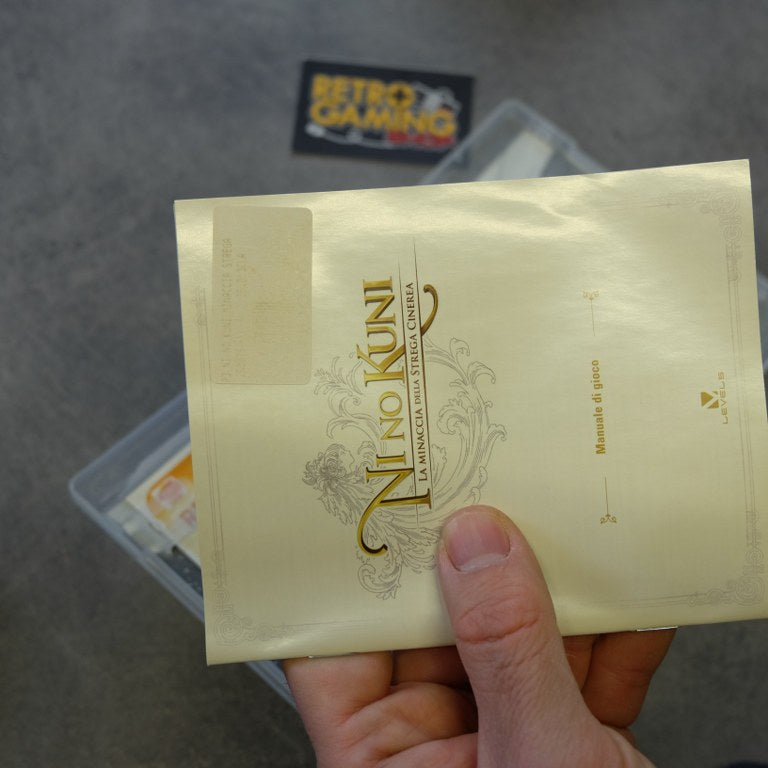 RETRO
GAMING
NI NO KUNI
LA MINACCIA DELLA STREGA CINEREA
Manuale di gioco
LEVEL5